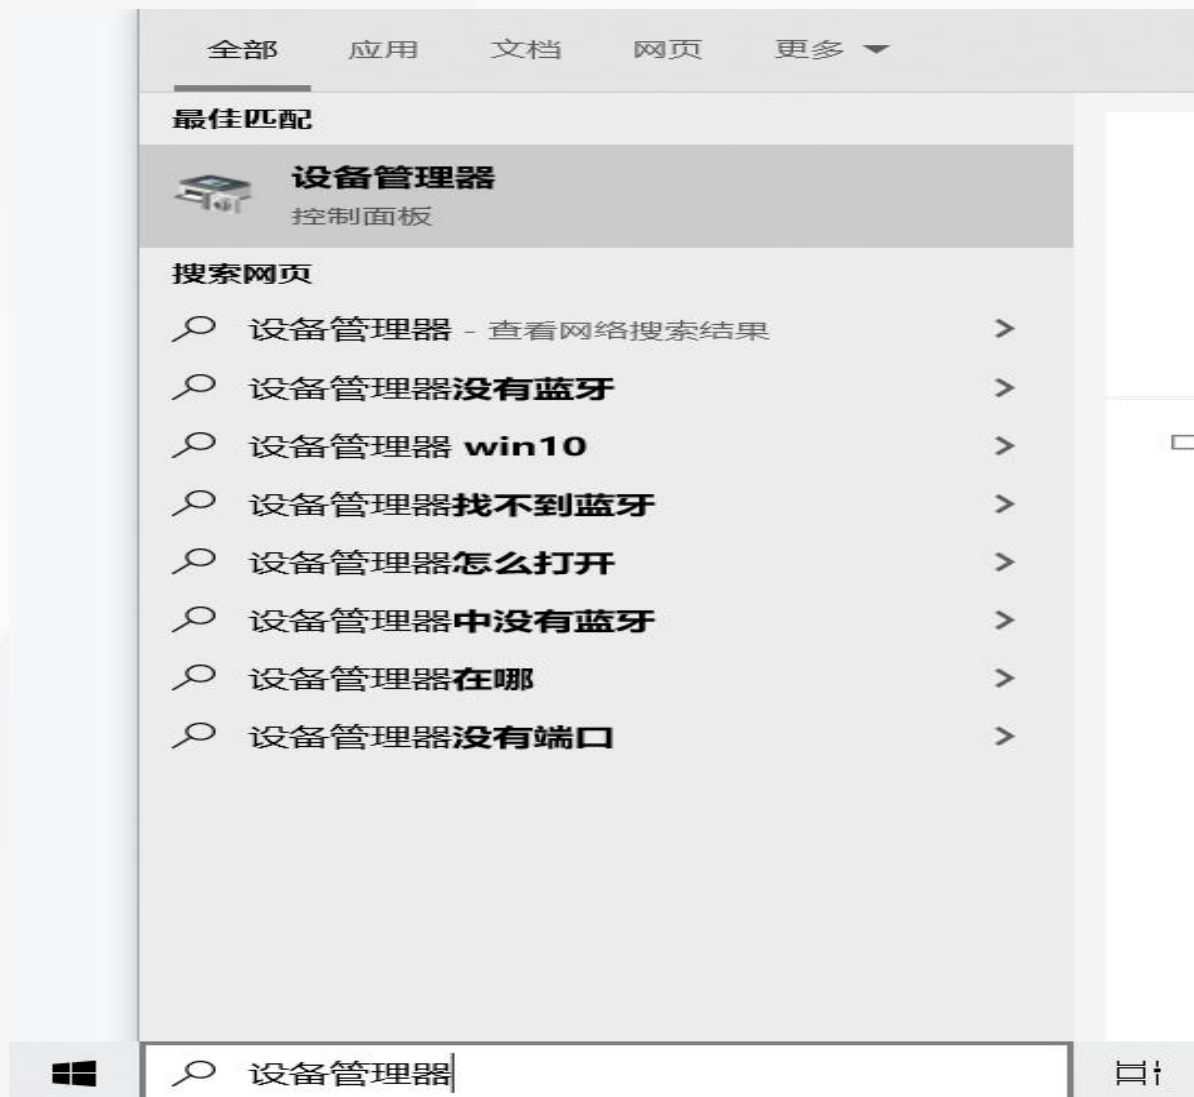 全部 应用 文档 网页 更多
最佳匹配
设备管理器
控制面板
搜索网页
设备管理器 - 查看网络搜索结果
设备管理器没有蓝牙
设备管理器 win10
设备管理器找不到蓝牙
设备管理器怎么打开
设备管理器中没有蓝牙
设备管理器在哪
设备管理器没有端口
设备管理器